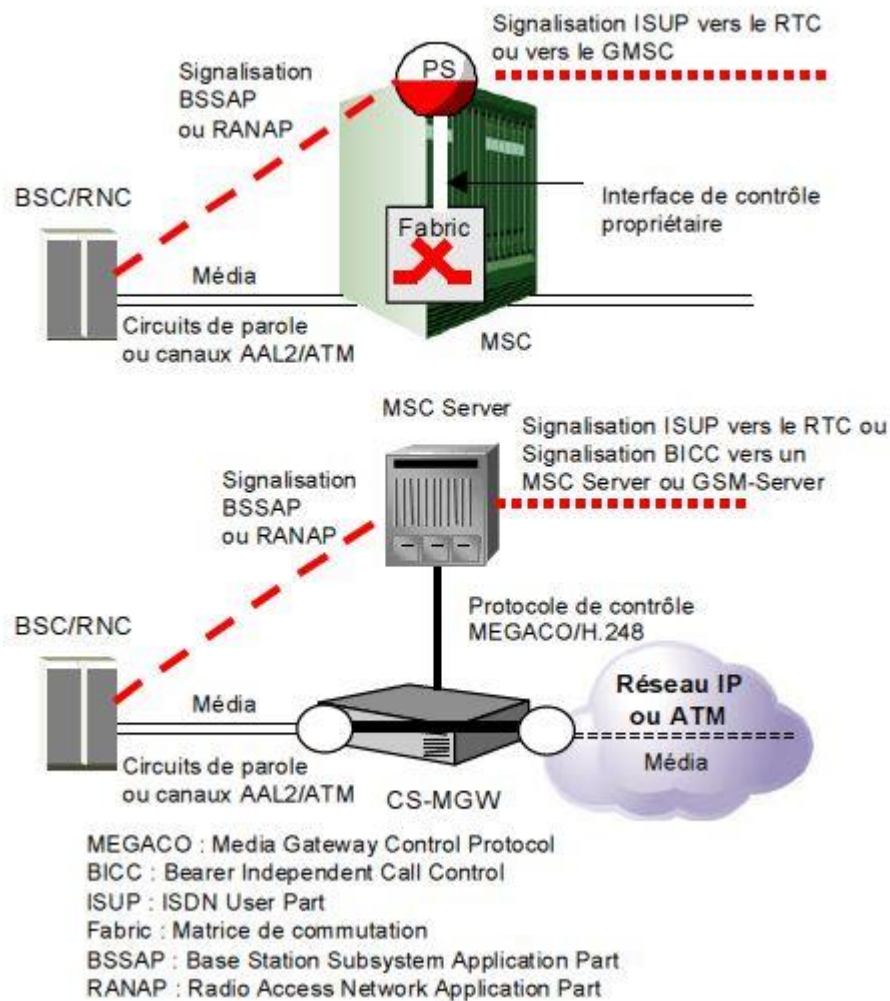 Signalisation ISUP vers le RTC
ou vers le GMSC
PS
Signalisation
BSSAP
ou RANAP
BSC/RNC
Interface de contrôle
propriétaire
Fabric
Média
Circuits de parole
ou canaux AAL2/ATM
MSC
MSC Server
Signalisation ISUP vers le RTC ou
Signalisation BICC vers un
MSC Server ou GSM-Server
Signalisation
BSSAP
ou RANAP
Protocole de contrôle
MEGACO/H.248
BSC/RNC
Réseau IP
ou ATM
Média
Média
Circuits de parole
ou canaux AAL2/ATM
CS-MGW
MEGACO : Media Gateway Control Protocol
BICC : Bearer Independent Call Control
ISUP : ISDN User Part
Fabric : Matrice de commutation
BSSAP : Base Station Subsystem Application Part
RANAP : Radio Access Network Application Part